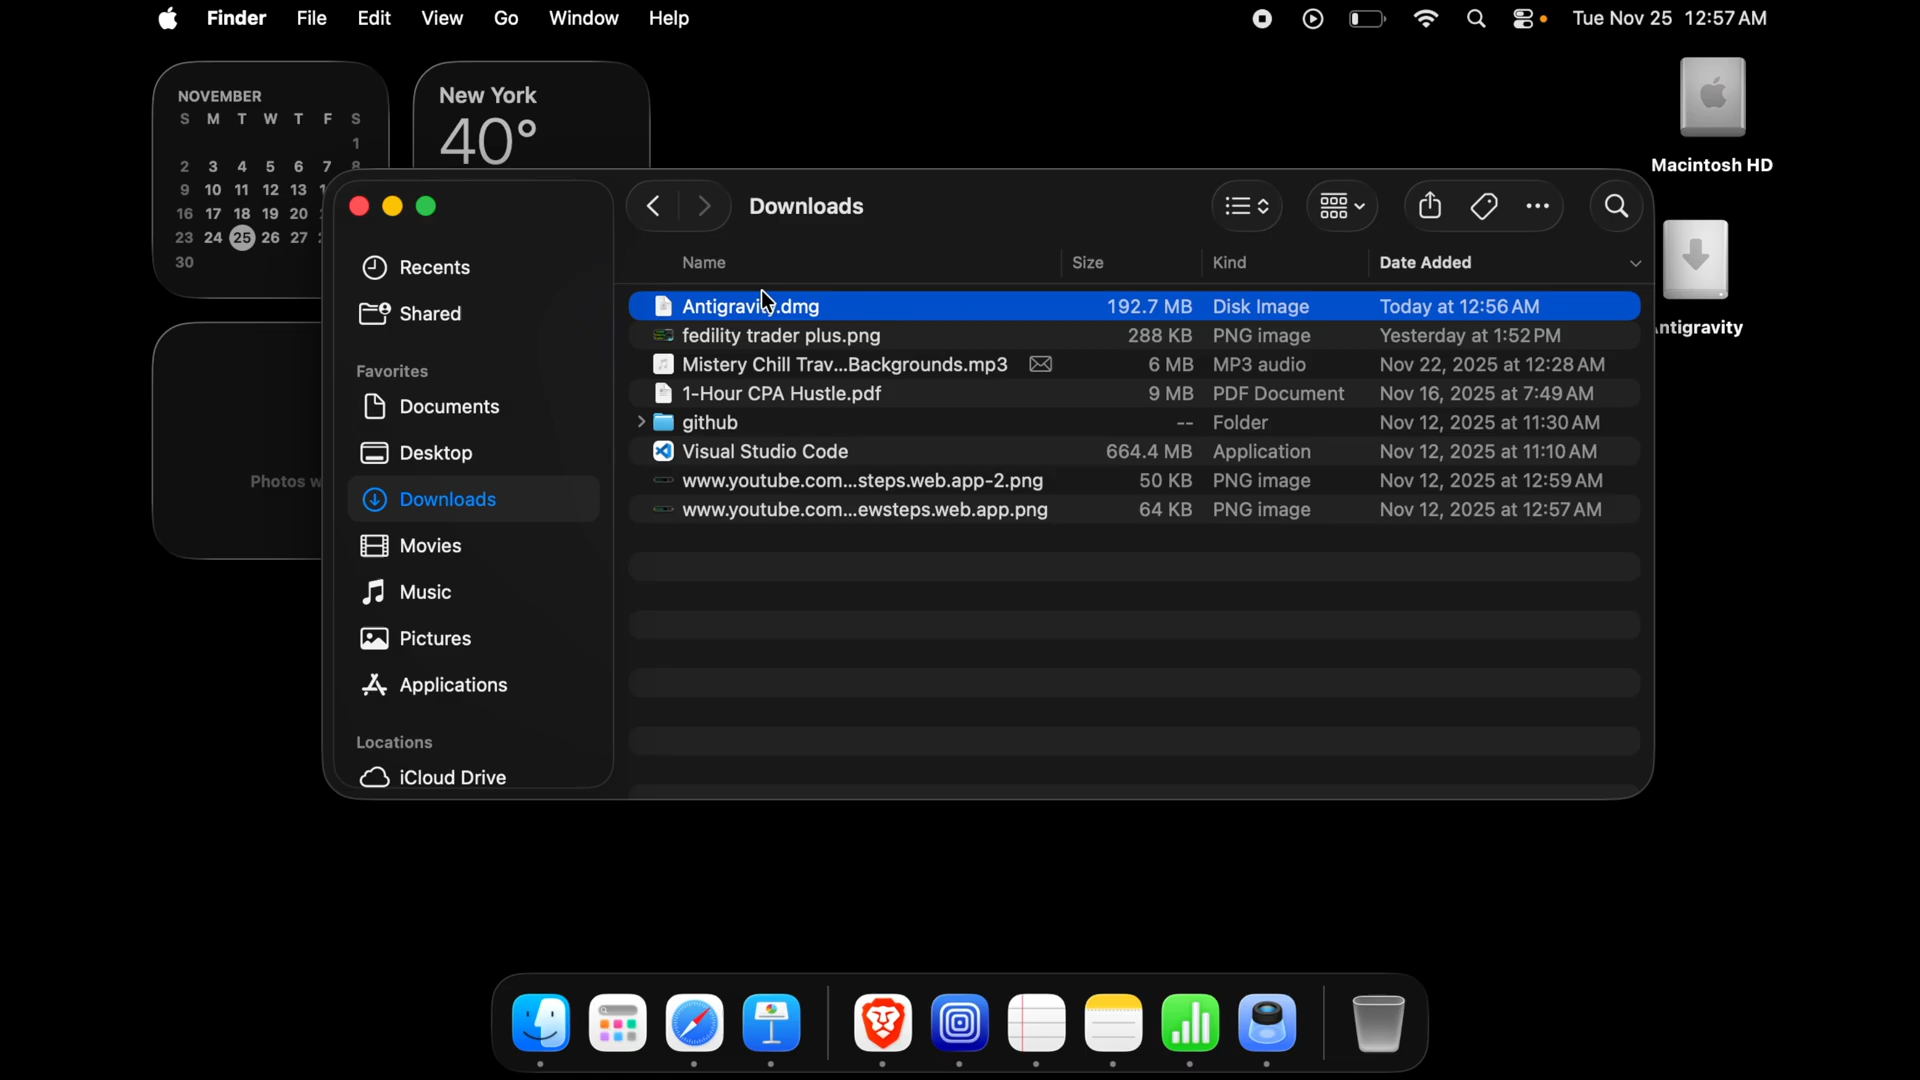 Finder File Edit View Go Window Help Tue Nov 25 12:57 AM
NOVEMBER
S M T W T F S
1
2 3 4 5 6 7 8
9 10 11 12 13
16 17 18 19 20
23 24 25 26 27
30
New York
40°
Macintosh HD
ntigravity
Recents
Shared
Favorites
Documents
Desktop
Downloads
Movies
Music
Pictures
Applications
Locations
iCloud Drive
Photos
Downloads
Name Size Kind Date Added
Antigravity.dmg 192.7 MB Disk Image Today at 12:56 AM
fedility trader plus.png 288 KB PNG image Yesterday at 1:52 PM
Mistery Chill Trav...Backgrounds.mp3 6 MB MP3 audio Nov 22, 2025 at 12:28 AM
1-Hour CPA Hustle.pdf 9 MB PDF Document Nov 16, 2025 at 7:49 AM
github -- Folder Nov 12, 2025 at 11:30 AM
Visual Studio Code 664.4 MB Application Nov 12, 2025 at 11:10 AM
www.youtube.com...steps.web.app-2.png 50 KB PNG image Nov 12, 2025 at 12:59 AM
www.youtube.com...ewsteps.web.app.png 64 KB PNG image Nov 12, 2025 at 12:57 AM